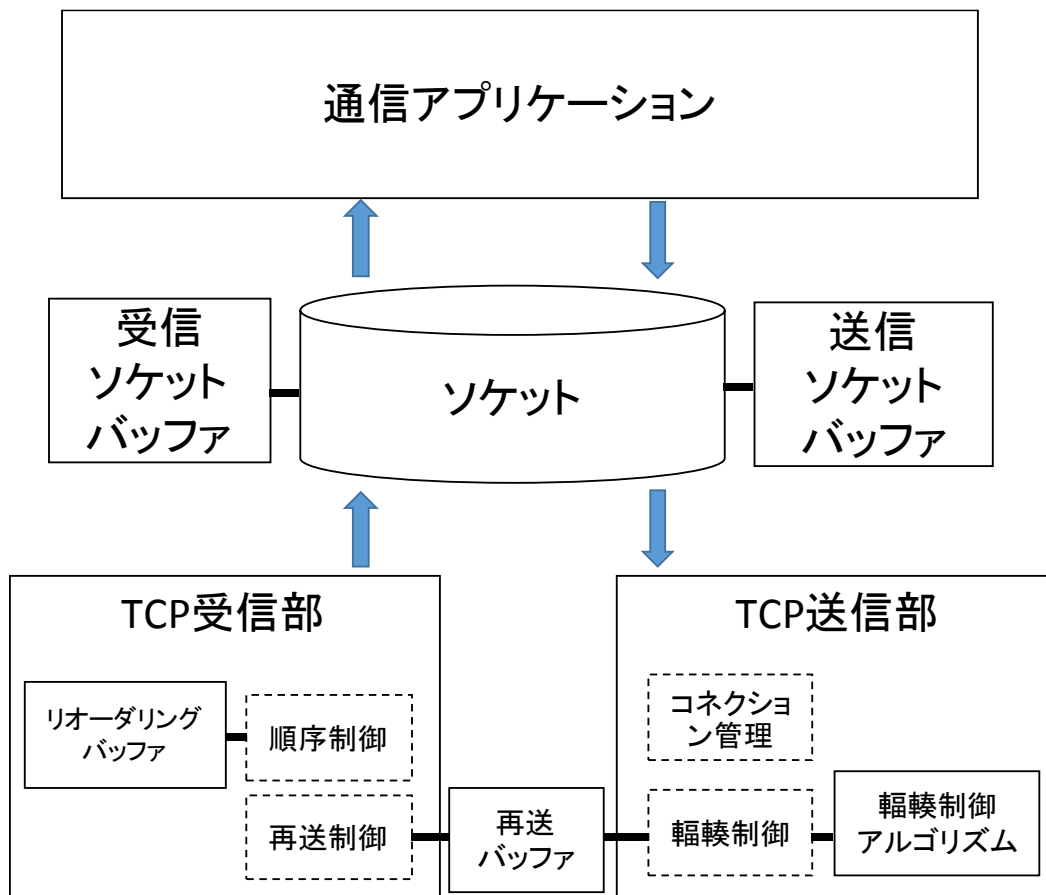 通信アプリケーション
受信
ソケット
バッファ
ソケット
送信
ソケット
バッファ
TCP受信部
リオーダリング
バッファ
順序制御
再送制御
再送
バッファ
TCP送信部
コネクショ
ン管理
輻輳制御
輻輳制御
アルゴリズム